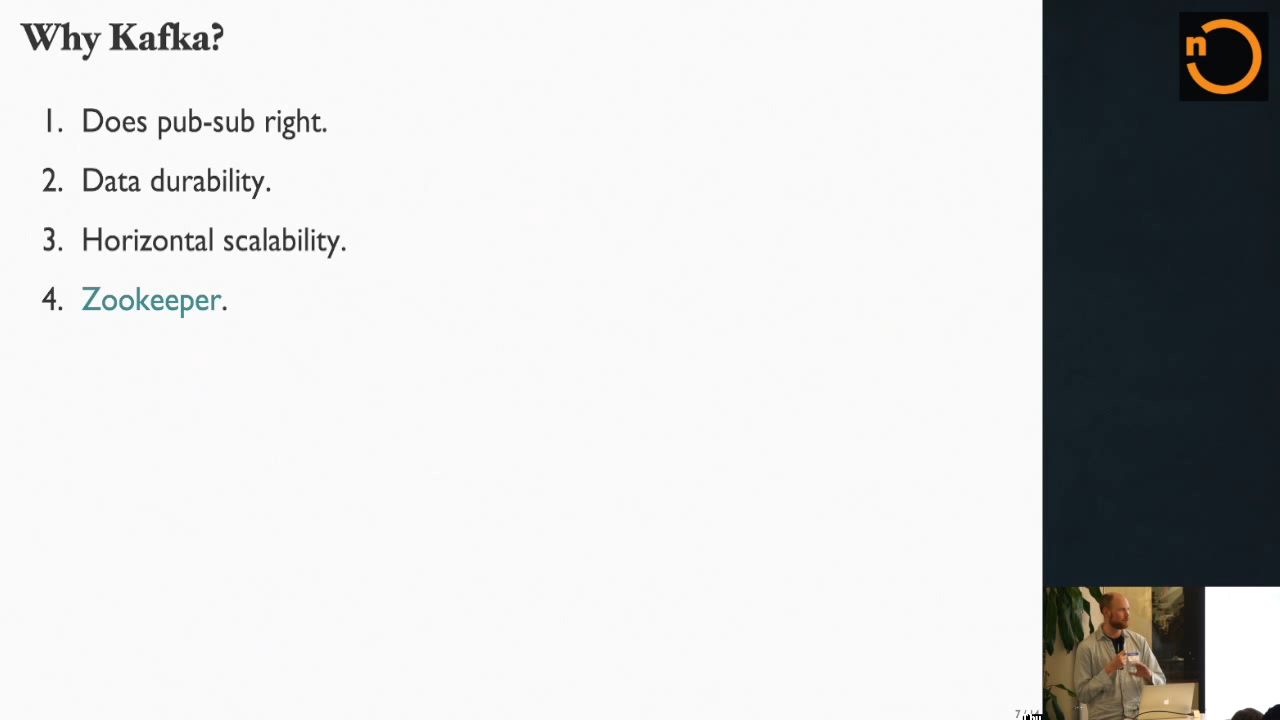 Why Kafka?
1. Does pub-sub right.
2. Data durability.
3. Horizontal scalability.
4. Zookeeper.
n